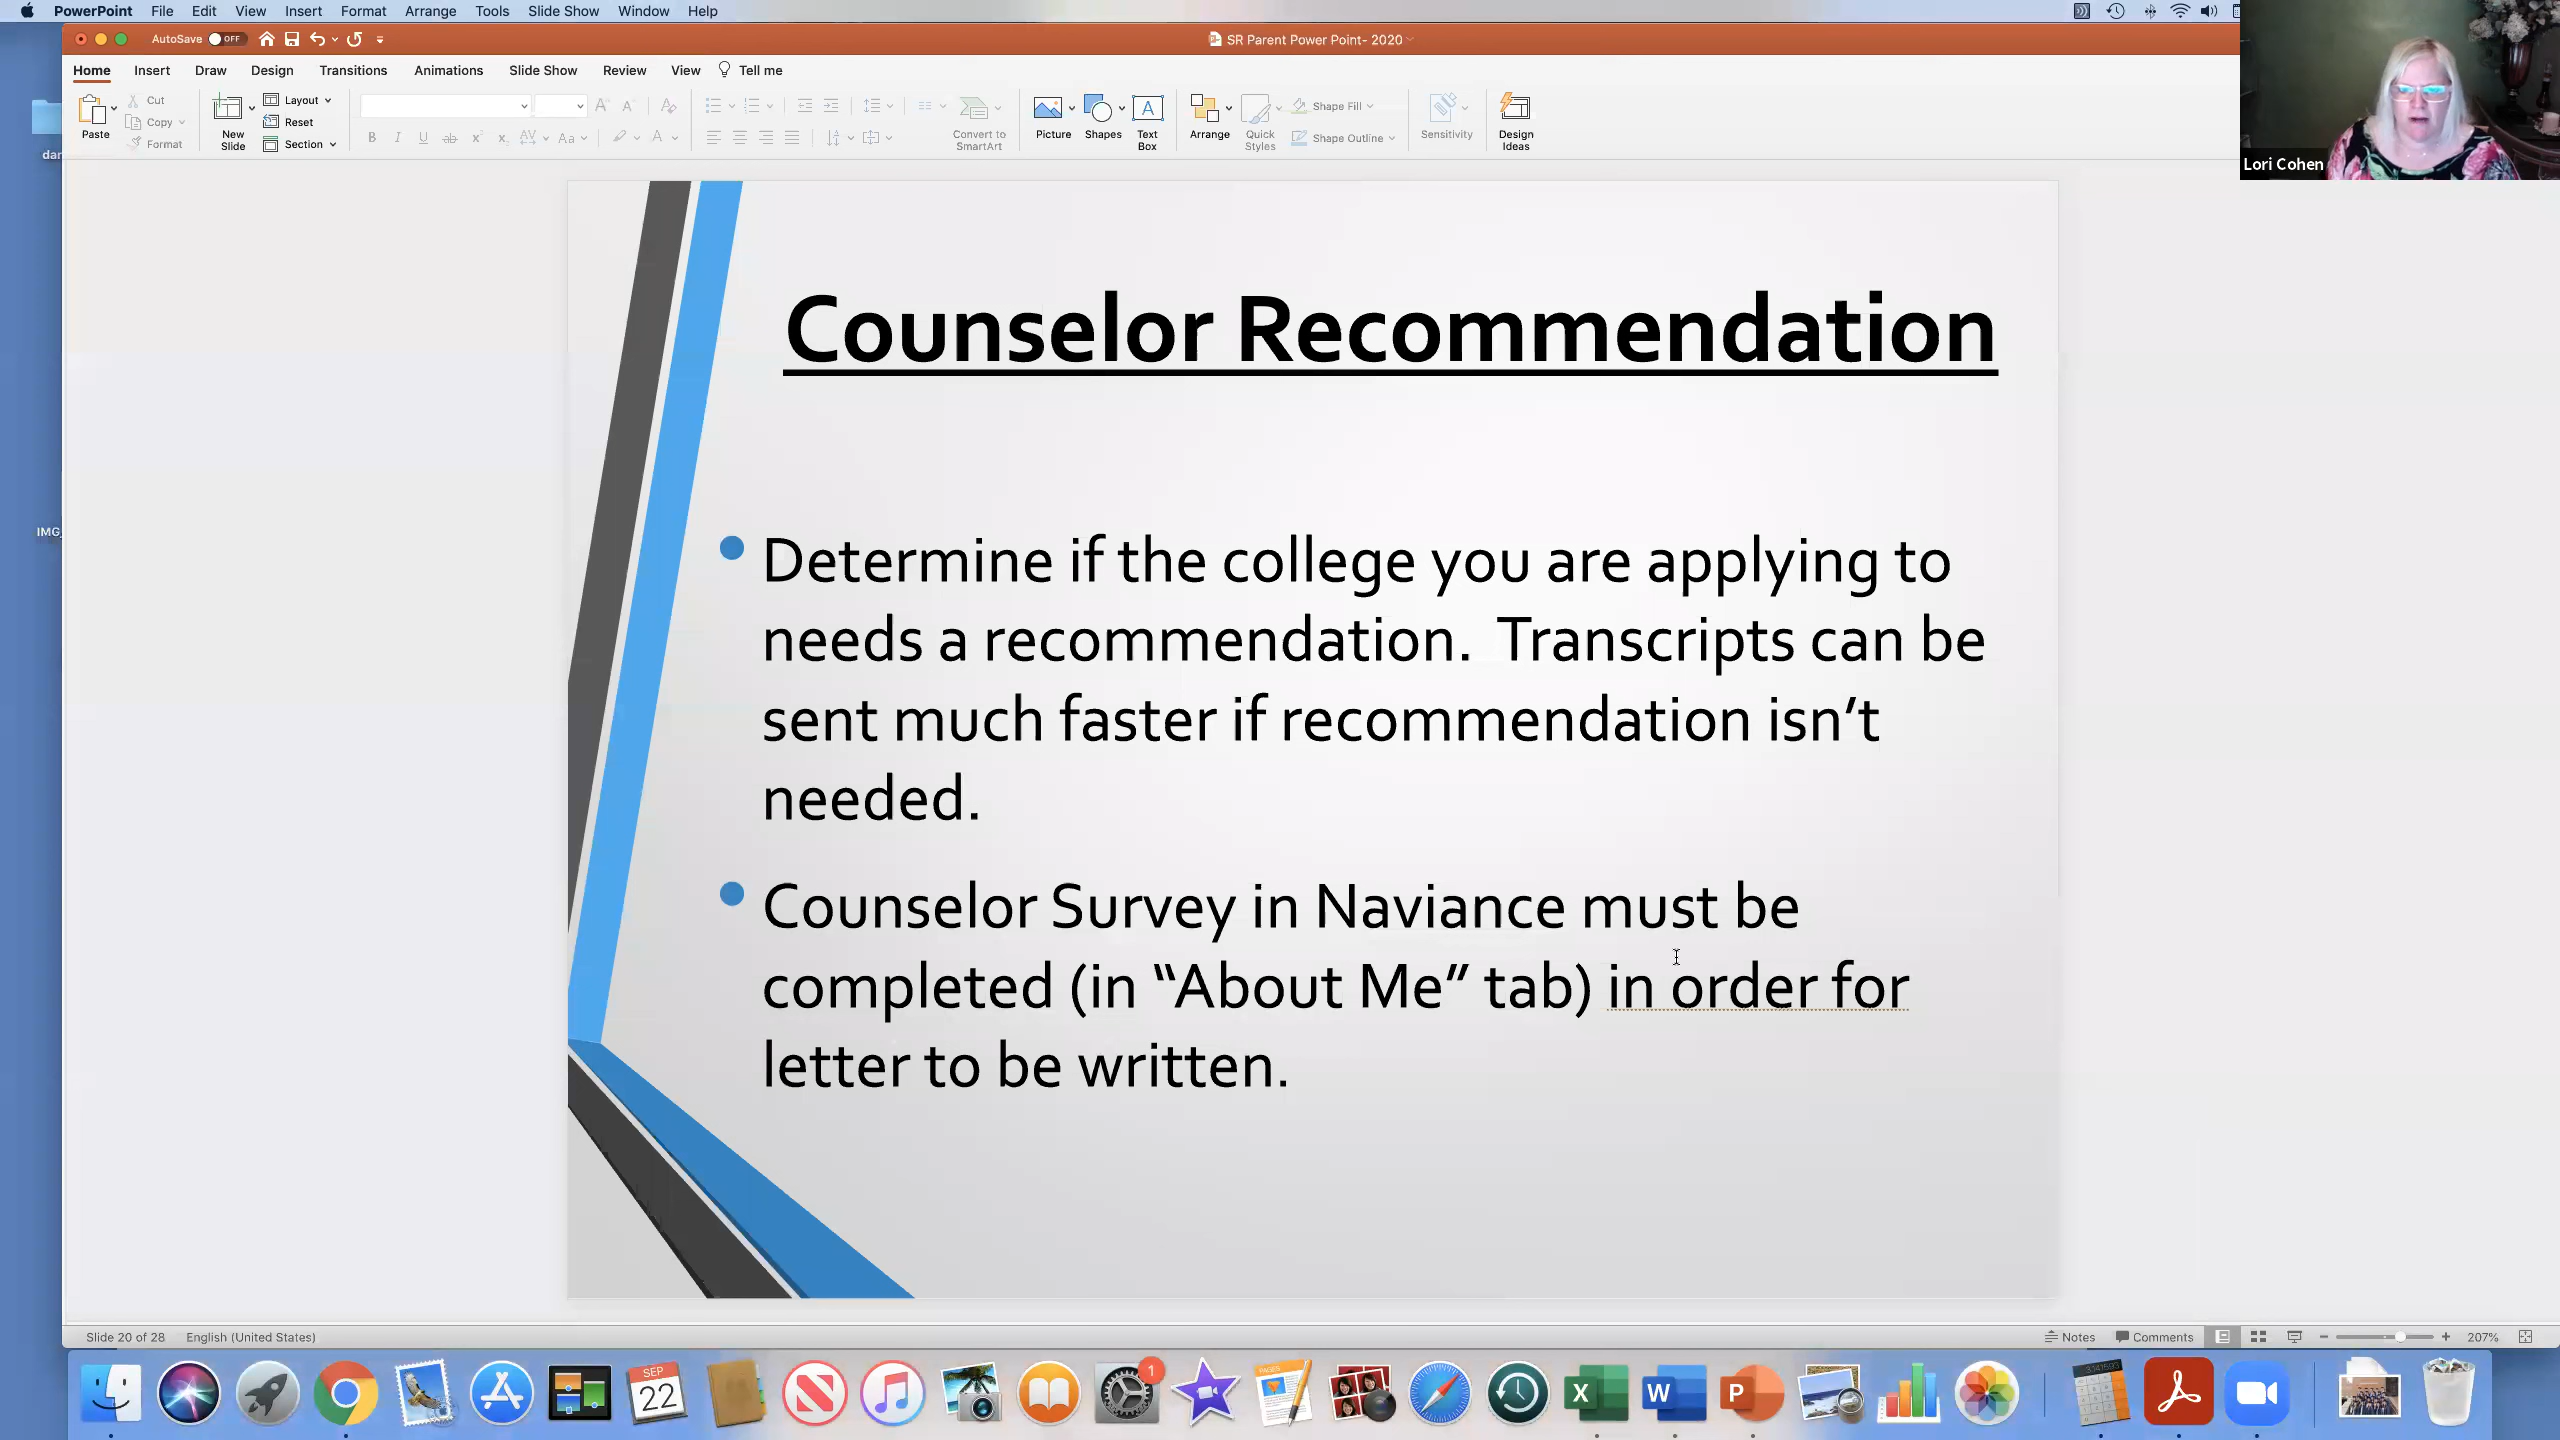 PowerPoint File Edit View Insert Format Arrange Tools Slide Show Window Help
AutoSave OFF
SR Parent Power Point- 2020
Home Insert Draw Design Transitions Animations Slide Show Review View Tell me
Paste
Cut
Copy
Format
New
Slide
Layout
Reset
Section
Convert to
SmartArt
Picture
Shapes
Text
Box
Arrange
Quick
Styles
Shape Fill
Shape Outline
Sensitivity
Design
Ideas
Lori Cohen
dar
IMG_
Counselor Recommendation
Determine if the college you are applying to
needs a recommendation. Transcripts can be
sent much faster if recommendation isn’t
needed.
Counselor Survey in Naviance must be
completed (in “About Me” tab) in order for
letter to be written.
Slide 20 of 28 English (United States)
Notes Comments 207%
SEP
22
1
PAGES
X
W
P